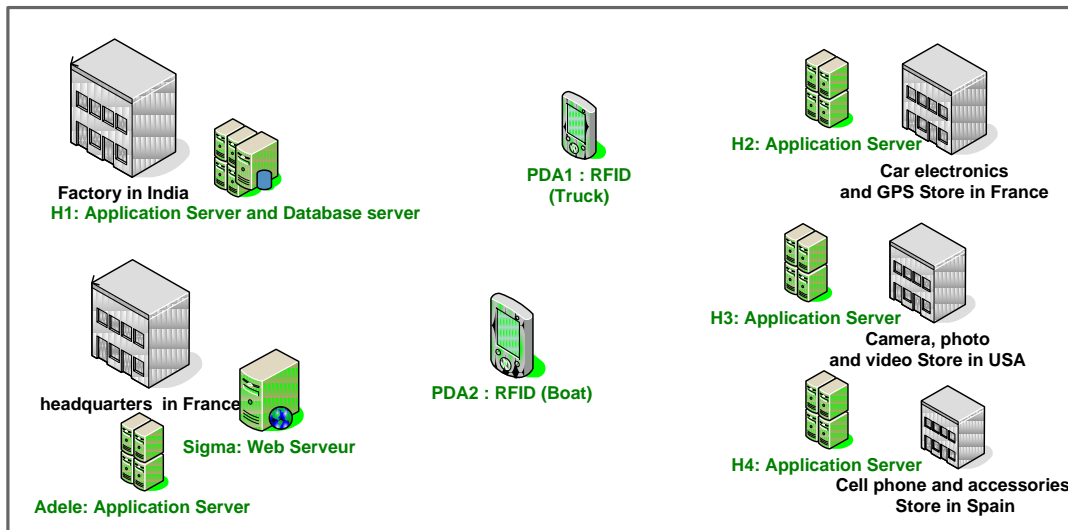 Factory in India
H1: Application Server and Database server
PDA1 : RFID
(Truck)
H2: Application Server
Car electronics
and GPS Store in France
headquarters  in France
Sigma: Web Serveur
Adele: Application Server
PDA2 : RFID (Boat)
H3: Application Server
Camera, photo
and video Store in USA
H4: Application Server
Cell phone and accessories
Store in Spain